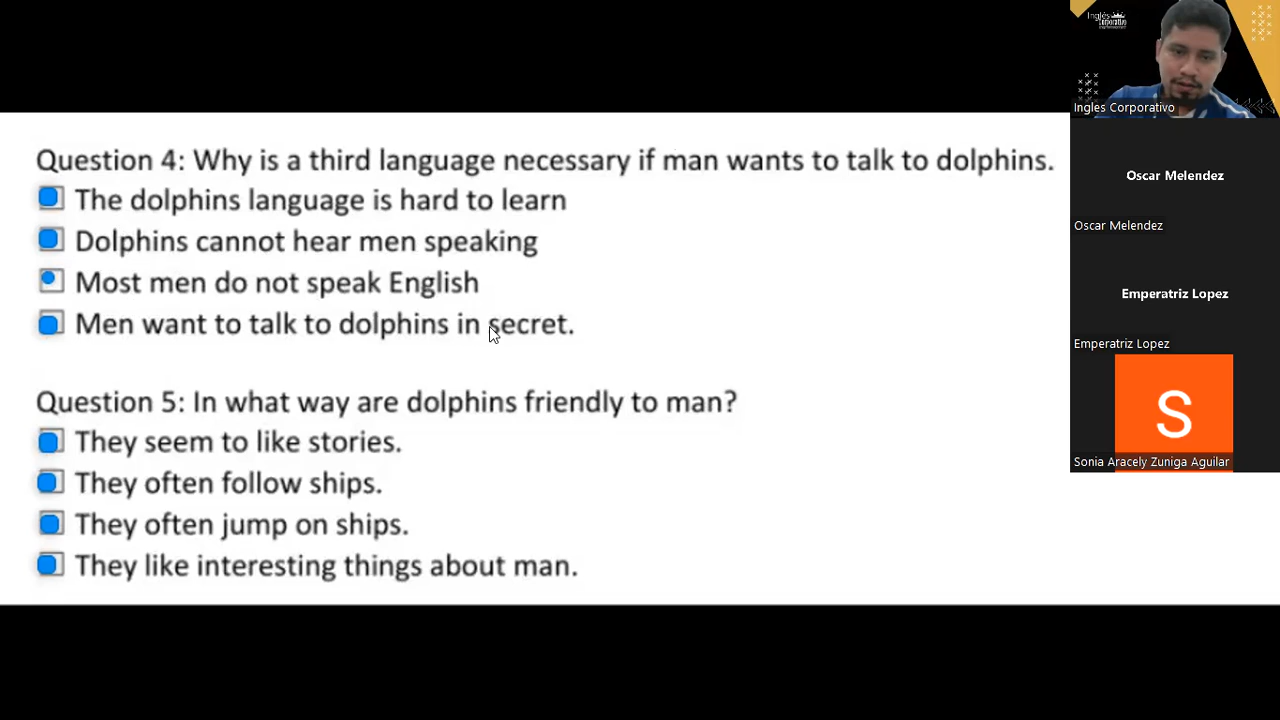 Question 4: Why is a third language necessary if man wants to talk to dolphins.
The dolphins language is hard to learn
Dolphins cannot hear men speaking
Most men do not speak English
Men want to talk to dolphins in secret.
Question 5: In what way are dolphins friendly to man?
They seem to like stories.
They often follow ships.
They often jump on ships.
They like interesting things about man.
Inglés
Corporativo
Ingles Corporativo
Oscar Melendez
Oscar Melendez
Emperatriz Lopez
Emperatriz Lopez
S
Sonia Aracely Zuniga Aguilar